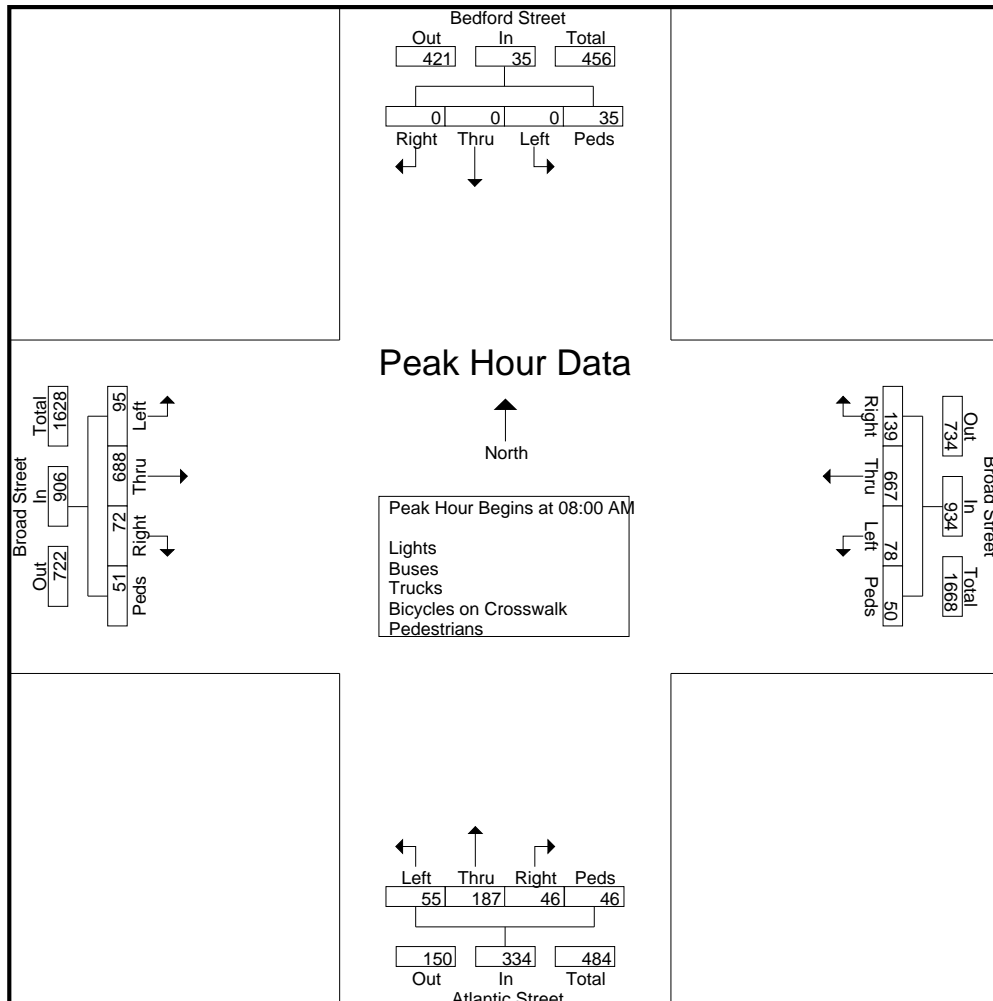 Bedford Street
Out In Total
421 35 456
0 0 0 35
Right Thru Left Peds
Peak Hour Data
North
Peak Hour Begins at 08:00 AM
Lights
Buses
Trucks
Bicycles on Crosswalk
Pedestrians
Broad Street
Out In Total
722 906 1628
51 72 688 95
Peds Right Thru Left
Broad Street
Out In Total
734 934 1668
139 667 78 50
Right Thru Left Peds
Left Thru Right Peds
55 187 46 46
150 334 484
Out In Total
Atlantic Street